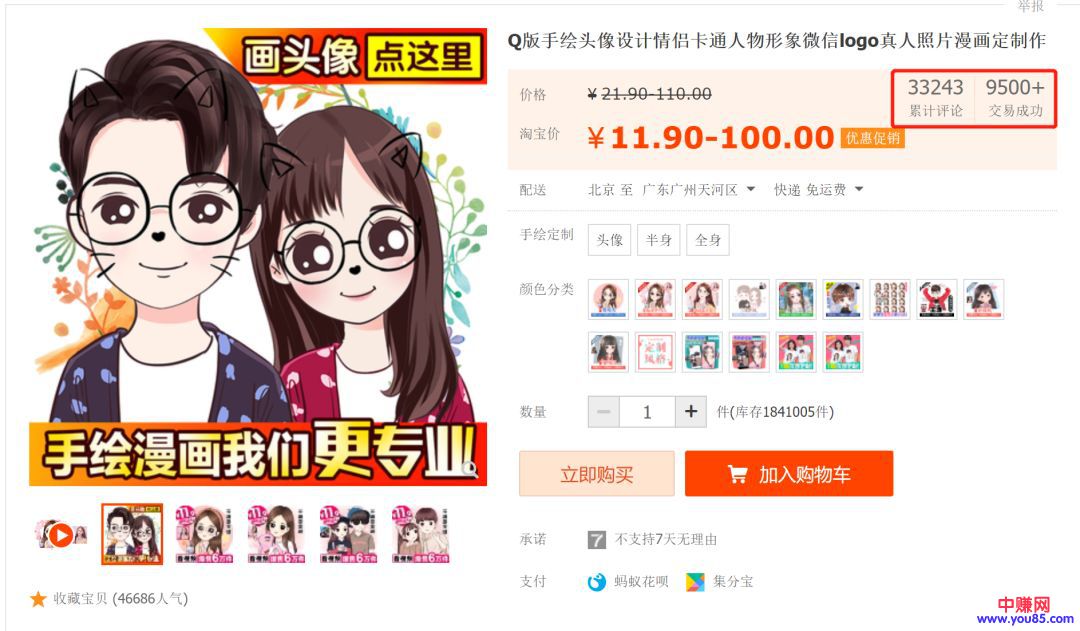 举报
画头像 点这里
手绘漫画我们更专业
Q版手绘头像设计情侣卡通人物形象微信logo真人照片漫画定制作
价格 ¥ 21.90-110.00
33243 9500+
累计评论 交易成功
淘宝价 ¥ 11.90-100.00 优惠促销
配送 北京 至 广东广州天河区 快递 免运费
手绘定制 头像 半身 全身
颜色分类
定制
风格
数量 1 件(库存1841005件)
立即购买 加入购物车
承诺 7 不支持7天无理由
支付 蚂蚁花呗 集分宝
收藏宝贝 (46686人气)
中赚网
www.you85.com